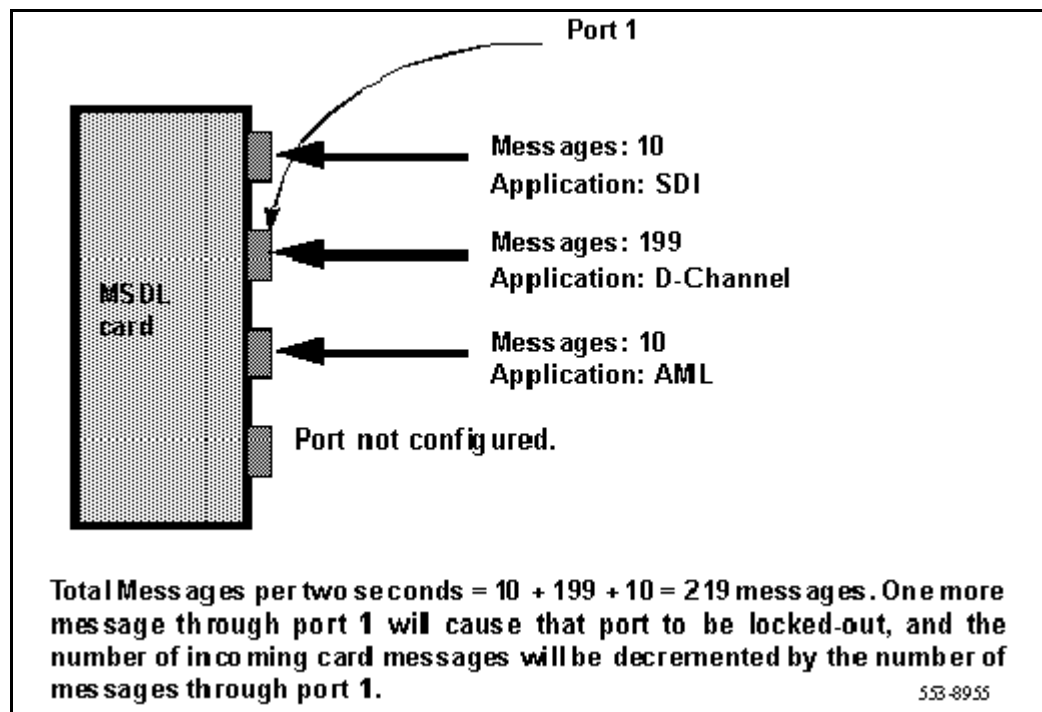 Port 1
Messages: 10
Application: SDI
Messages: 199
Application: D-Channel
MSDL
card
Messages: 10
Application: AML
Port not configured.
Total Messages per two seconds = 10 + 199 + 10 = 219 messages. One more
message through port 1 will cause that port to be locked-out, and the
number of incoming card messages will be decremented by the number of
messages through port 1.
553-8955